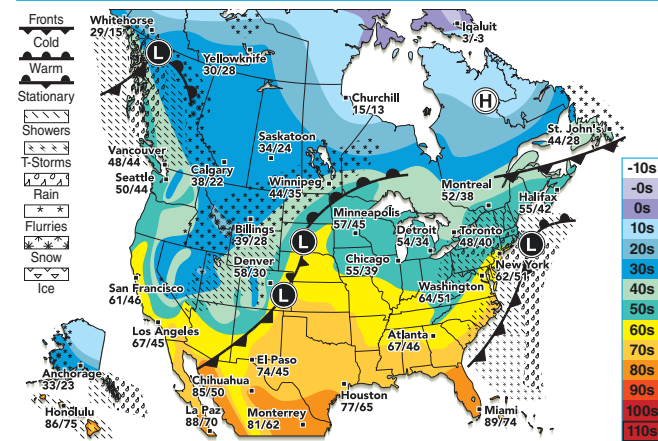 Fronts
Cold
Warm
Stationary
Showers
T-Storms
Rain
Flurries
Snow
Ice
Whitehorse
29/15
L
Yellowknife
30/28
Iqaluit
3/-3
Churchill
15/13
H
St. John's
44/28
Saskatoon
34/24
Vancouver
48/44
Seattle
50/44
Calgary
38/22
Winnipeg
44/35
Montreal
52/38
Halifax
55/42
Billings
39/28
Minneapolis
57/45
Detroit
54/34
Toronto
48/40
L
L
Denver
58/30
Chicago
55/39
New York
62/51
Washington
64/51
San Francisco
61/46
L
Los Angeles
67/46
Atlanta
67/46
El Paso
74/45
Anchorage
33/23
Chihuahua
85/50
Houston
77/65
Honolulu
86/75
La Paz
88/70
Monterrey
81/62
Miami
89/74
-10s
-0s
0s
10s
20s
30s
40s
50s
60s
70s
80s
90s
100s
110s